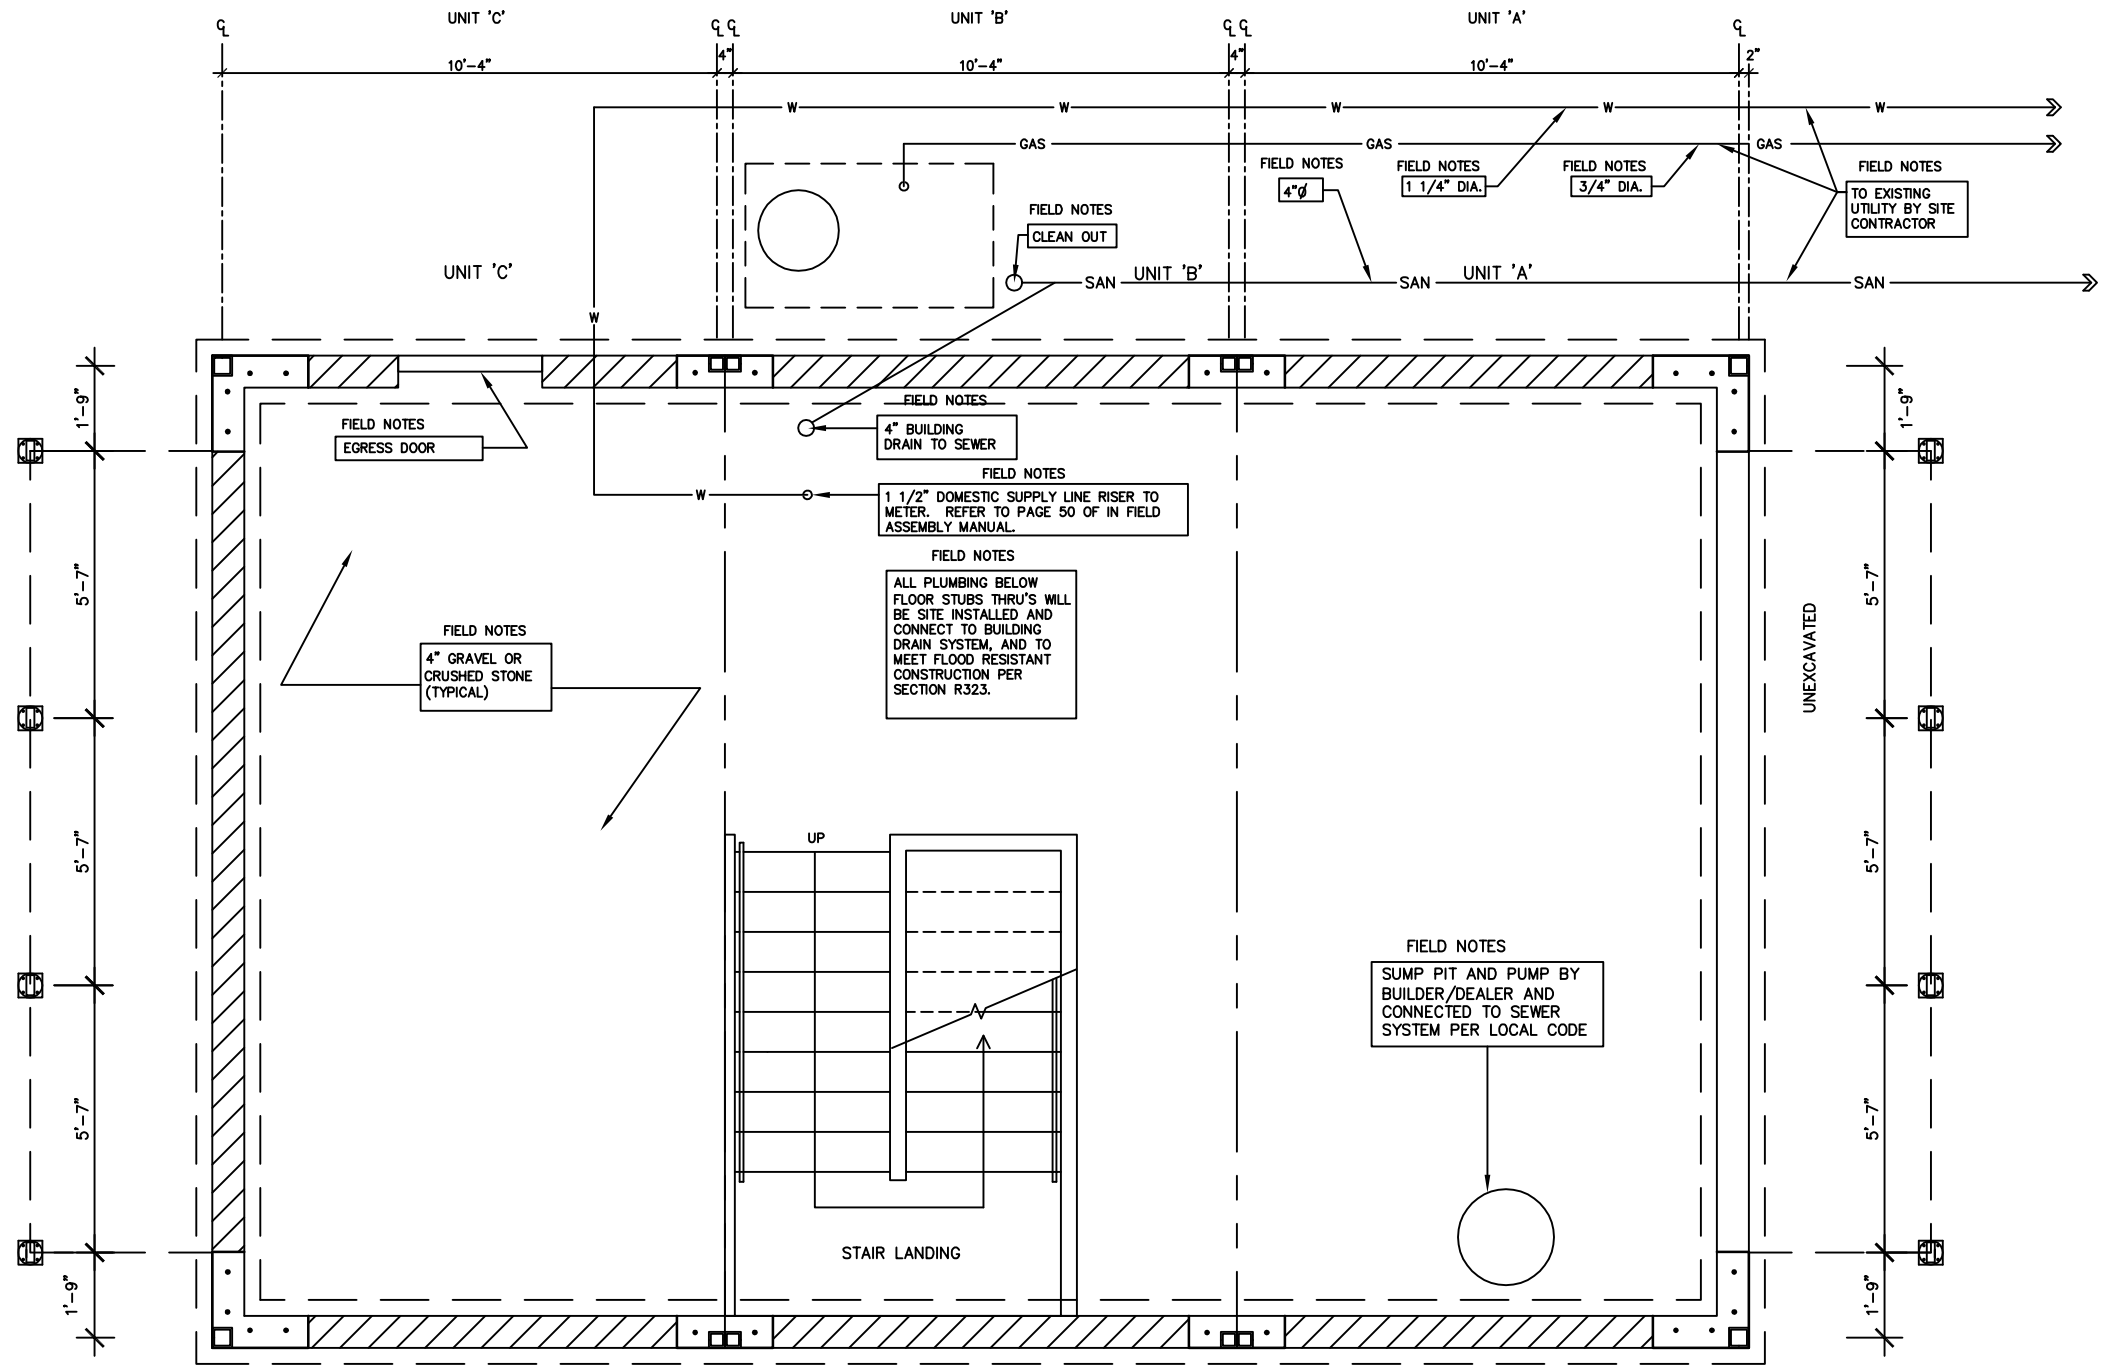 UNIT 'C'
UNIT 'B'
UNIT 'A'
10'-4"
4"
10'-4"
4"
10'-4"
2"
W
W
W
W
W
GAS
GAS
GAS
FIELD NOTES
4"Ø
FIELD NOTES
1 1/4" DIA.
FIELD NOTES
3/4" DIA.
FIELD NOTES
TO EXISTING
UTILITY BY SITE
CONTRACTOR
FIELD NOTES
CLEAN OUT
UNIT 'C'
SAN
UNIT 'B'
SAN
UNIT 'A'
SAN
W
1'-9"
1'-9"
FIELD NOTES
EGRESS DOOR
FIELD NOTES
4" BUILDING
DRAIN TO SEWER
FIELD NOTES
1 1/2" DOMESTIC SUPPLY LINE RISER TO
METER. REFER TO PAGE 50 OF IN FIELD
ASSEMBLY MANUAL.
W
FIELD NOTES
ALL PLUMBING BELOW
FLOOR STUBS THRU'S WILL
BE SITE INSTALLED AND
CONNECT TO BUILDING
DRAIN SYSTEM, AND TO
MEET FLOOD RESISTANT
CONSTRUCTION PER
SECTION R323.
5'-7"
5'-7"
UNEXCAVATED
FIELD NOTES
4" GRAVEL OR
CRUSHED STONE
(TYPICAL)
5'-7"
UP
5'-7"
FIELD NOTES
SUMP PIT AND PUMP BY
BUILDER/DEALER AND
CONNECTED TO SEWER
SYSTEM PER LOCAL CODE
5'-7"
5'-7"
STAIR LANDING
1'-9"
1'-9"